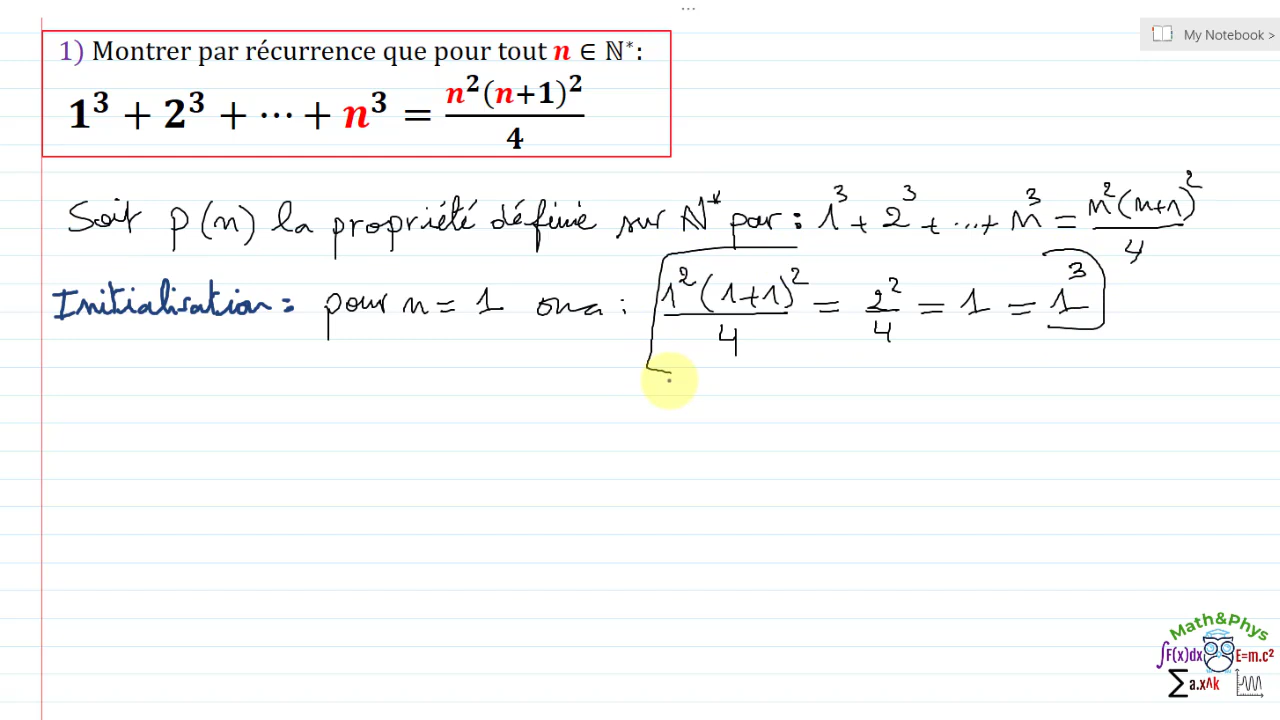 ...
My Notebook >
1) Montrer par récurrence que pour tout n ∈ ℕ*:
1³ + 2³ + ⋯ + n³ = n²(n+1)²/4
Soit P(n) la propriété définie sur ℕ* par : 1³ + 2³ + ... + n³ = n²(n+1)²/4
Initialisation : pour n = 1 on a : 1²(1+1)²/4 = 2²/4 = 1 = 1³
Math&Phys
∫F(x)dx E=m.c²
∑ a.x^k